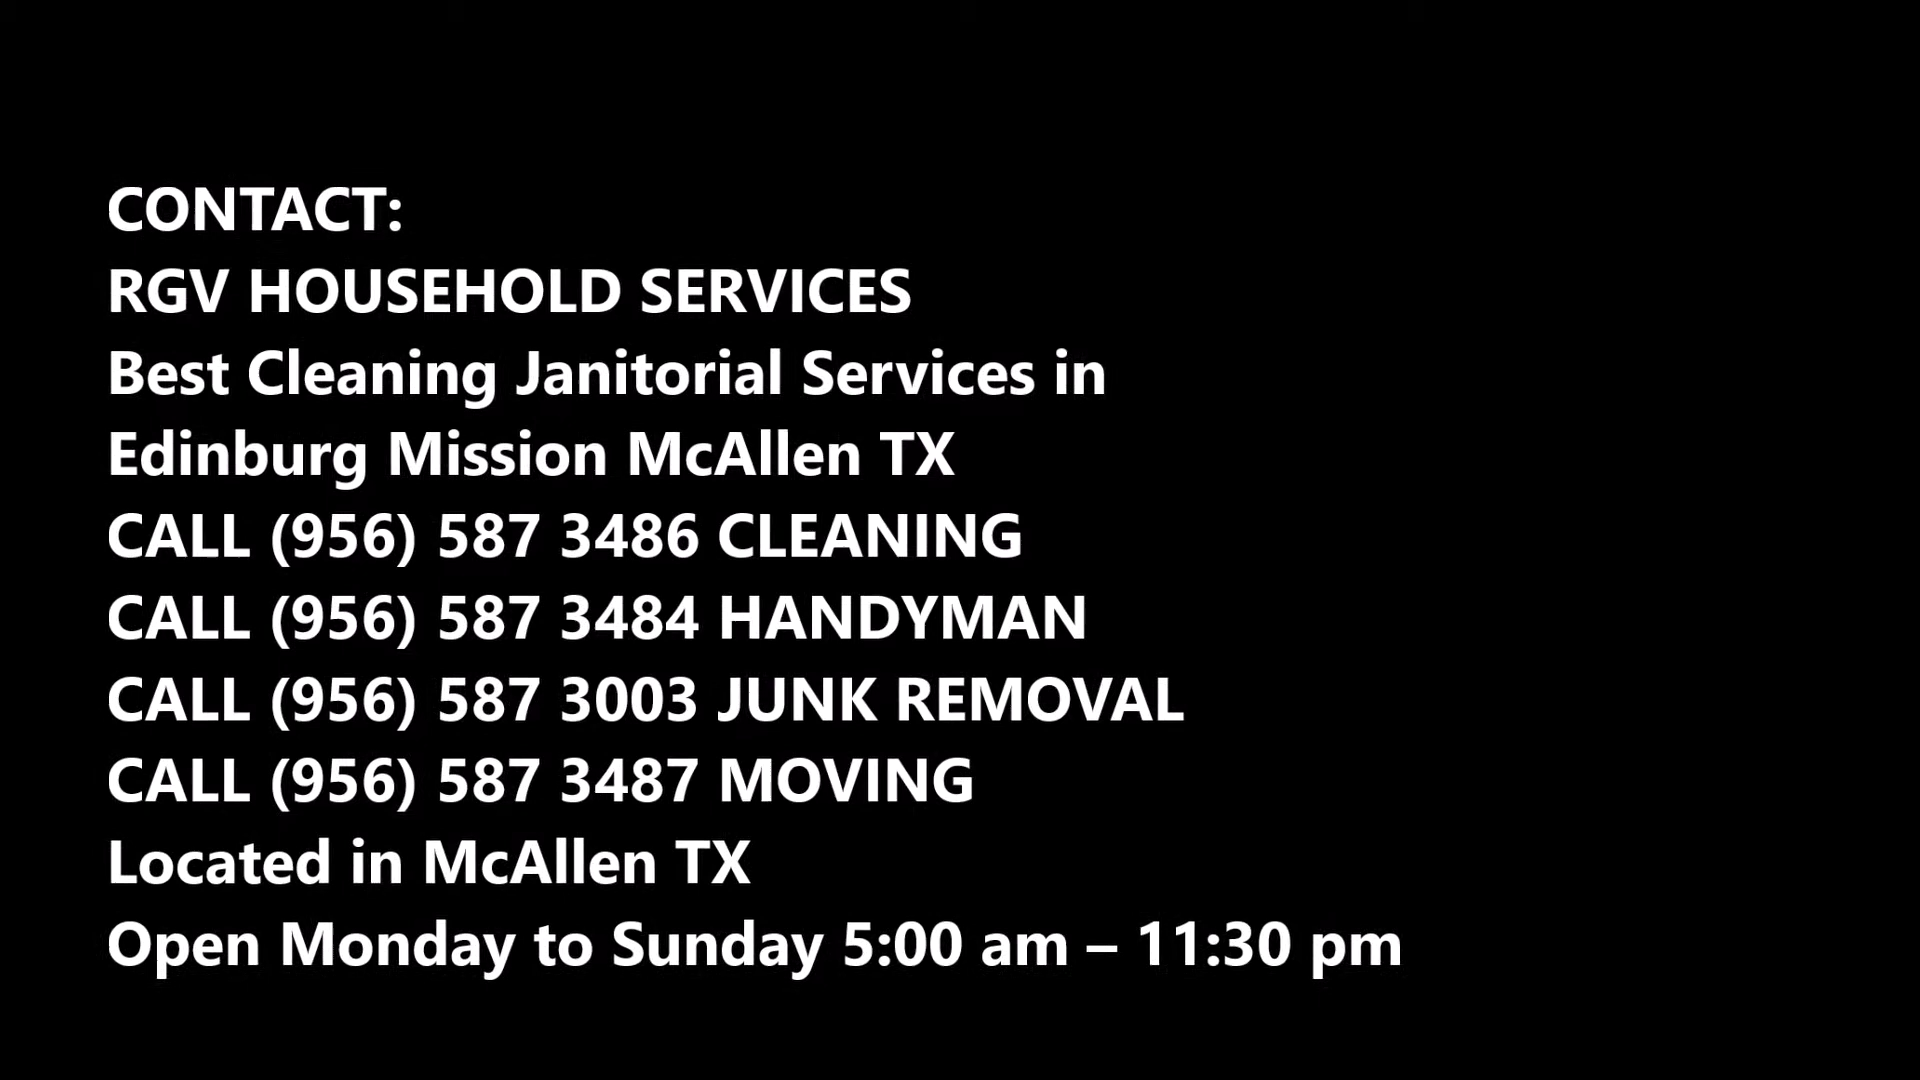 CONTACT:
RGV HOUSEHOLD SERVICES
Best Cleaning Janitorial Services in
Edinburg Mission McAllen TX
CALL (956) 587 3486 CLEANING
CALL (956) 587 3484 HANDYMAN
CALL (956) 587 3003 JUNK REMOVAL
CALL (956) 587 3487 MOVING
Located in McAllen TX
Open Monday to Sunday 5:00 am – 11:30 pm